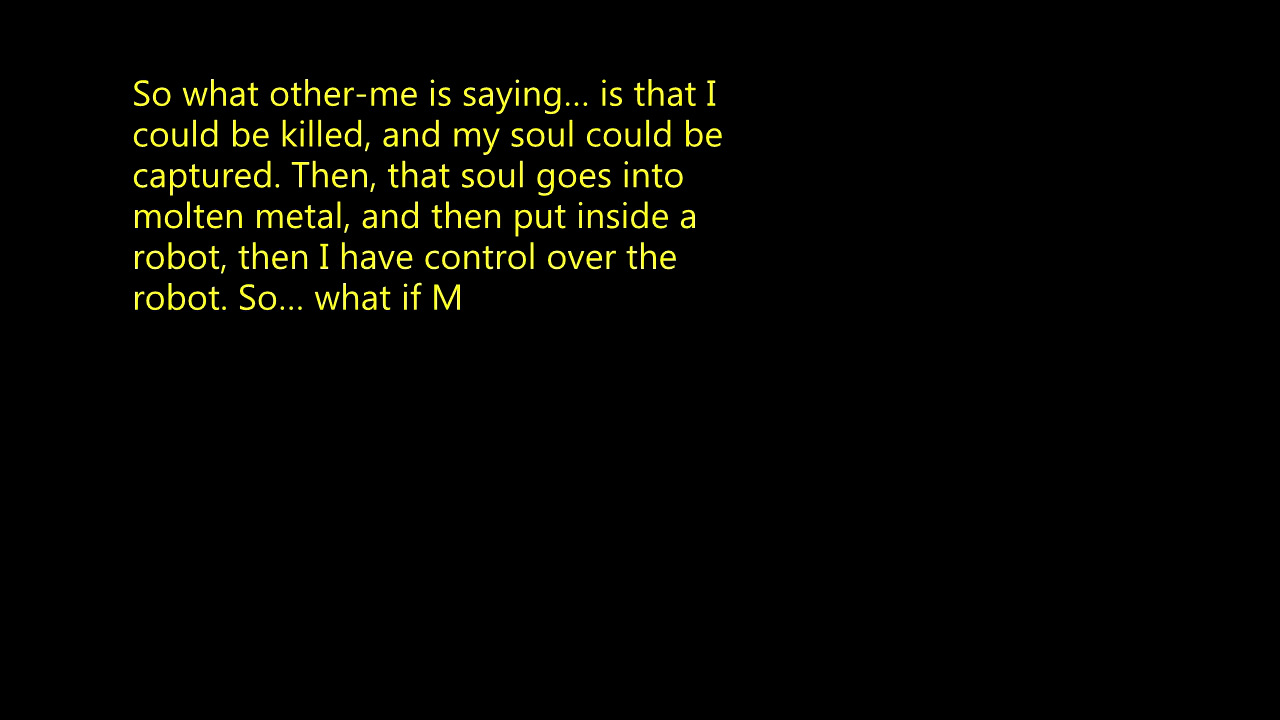 So what other-me is saying... is that I
could be killed, and my soul could be
captured. Then, that soul goes into
molten metal, and then put inside a
robot, then I have control over the
robot. So... what if M